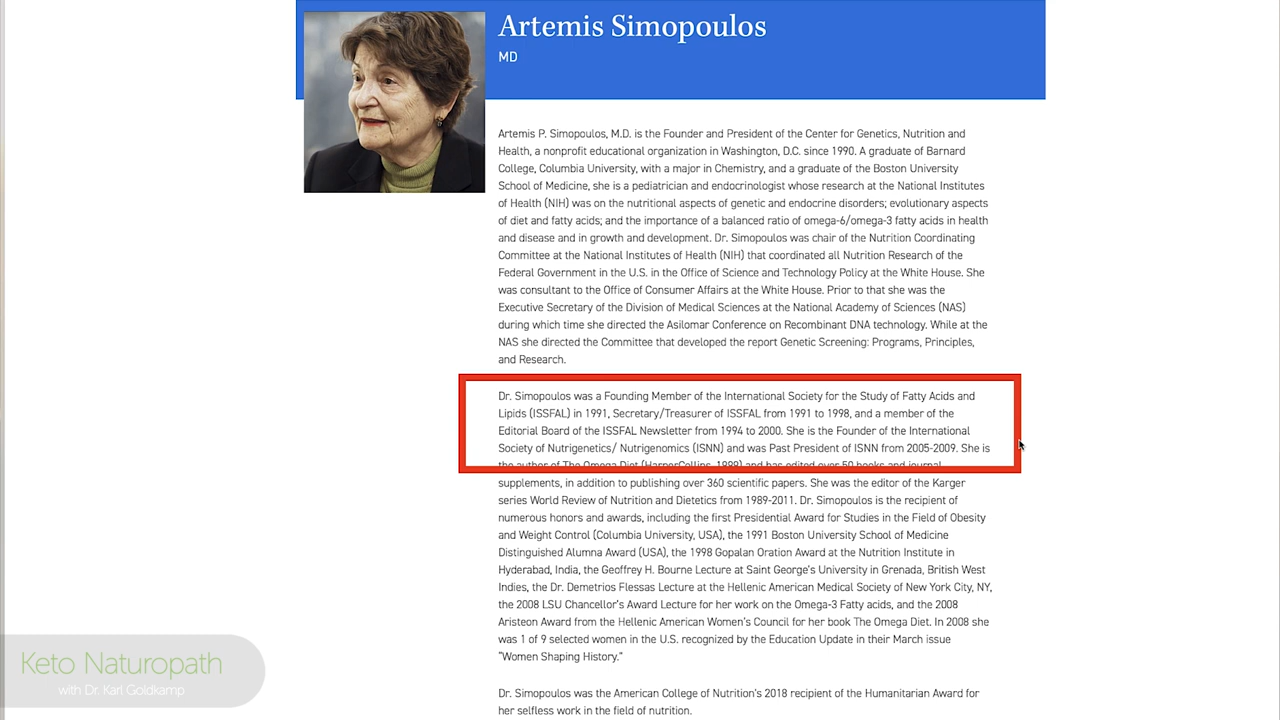 Artemis Simopoulos
MD
Artemis P. Simopoulos, M.D. is the Founder and President of the Center for Genetics, Nutrition and
Health, a nonprofit educational organization in Washington, D.C. since 1990. A graduate of Barnard
College, Columbia University, with a major in Chemistry, and a graduate of the Boston University
School of Medicine, she is a pediatrician and endocrinologist whose research at the National Institutes
of Health (NIH) was on the nutritional aspects of genetic and endocrine disorders; evolutionary aspects
of diet and fatty acids; and the importance of a balanced ratio of omega-6/omega-3 fatty acids in health
and disease and in growth and development. Dr. Simopoulos was chair of the Nutrition Coordinating
Committee at the National Institutes of Health (NIH) that coordinated all Nutrition Research of the
Federal Government in the U.S. in the Office of Science and Technology Policy at the White House. She
was consultant to the Office of Consumer Affairs at the White House. Prior to that she was the
Executive Secretary of the Division of Medical Sciences at the National Academy of Sciences (NAS)
during which time she directed the Asilomar Conference on Recombinant DNA technology. While at the
NAS she directed the Committee that developed the report Genetic Screening: Programs, Principles,
and Research.
Dr. Simopoulos was a Founding Member of the International Society for the Study of Fatty Acids and
Lipids (ISSFAL) in 1991, Secretary/Treasurer of ISSFAL from 1991 to 1998, and a member of the
Editorial Board of the ISSFAL Newsletter from 1994 to 2000. She is the Founder of the International
Society of Nutrigenetics/ Nutrigenomics (ISNN) and was Past President of ISNN from 2005-2009. She is
the author of The Omega Diet (HarperCollins, 1999) and has edited over 50 books and journal
supplements, in addition to publishing over 360 scientific papers. She was the editor of the Karger
series World Review of Nutrition and Dietetics from 1989-2011. Dr. Simopoulos is the recipient of
numerous honors and awards, including the first Presidential Award for Studies in the Field of Obesity
and Weight Control (Columbia University, USA), the 1991 Boston University School of Medicine
Distinguished Alumna Award (USA), the 1998 Gopalan Oration Award at the Nutrition Institute in
Hyderabad, India, the Geoffrey H. Bourne Lecture at Saint George's University in Grenada, British West
Indies, the Dr. Demetrios Flessas Lecture at the Hellenic American Medical Society of New York City, NY,
the 2008 LSU Chancellor's Award Lecture for her work on the Omega-3 Fatty acids, and the 2008
Aristeon Award from the Hellenic American Women's Council for her book The Omega Diet. In 2008 she
was 1 of 9 selected women in the U.S. recognized by the Education Update in their March issue
"Women Shaping History."
Dr. Simopoulos was the American College of Nutrition's 2018 recipient of the Humanitarian Award for
her selfless work in the field of nutrition.
Keto Naturopath
with Dr. Karl Goldkamp